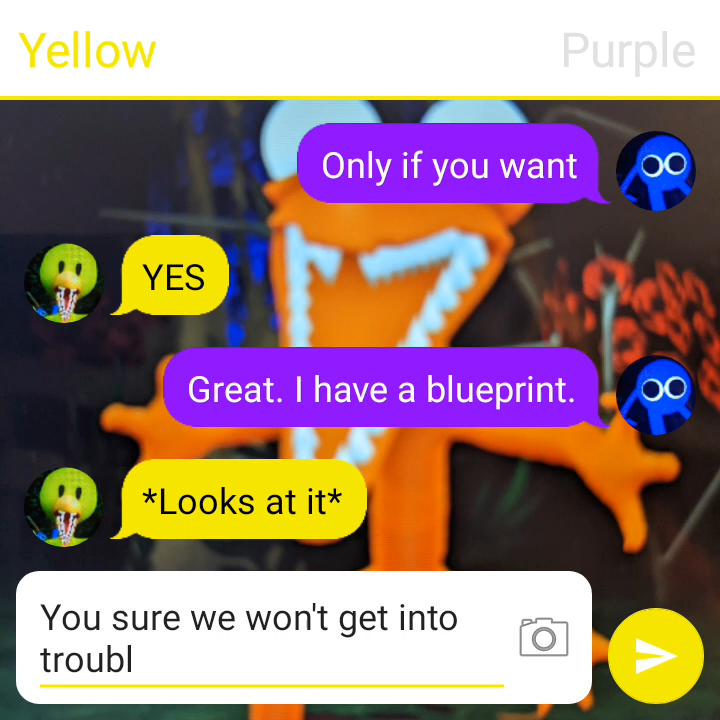 Yellow
Purple
Only if you want
YES
Great. I have a blueprint.
*Looks at it*
You sure we won't get into
troubl